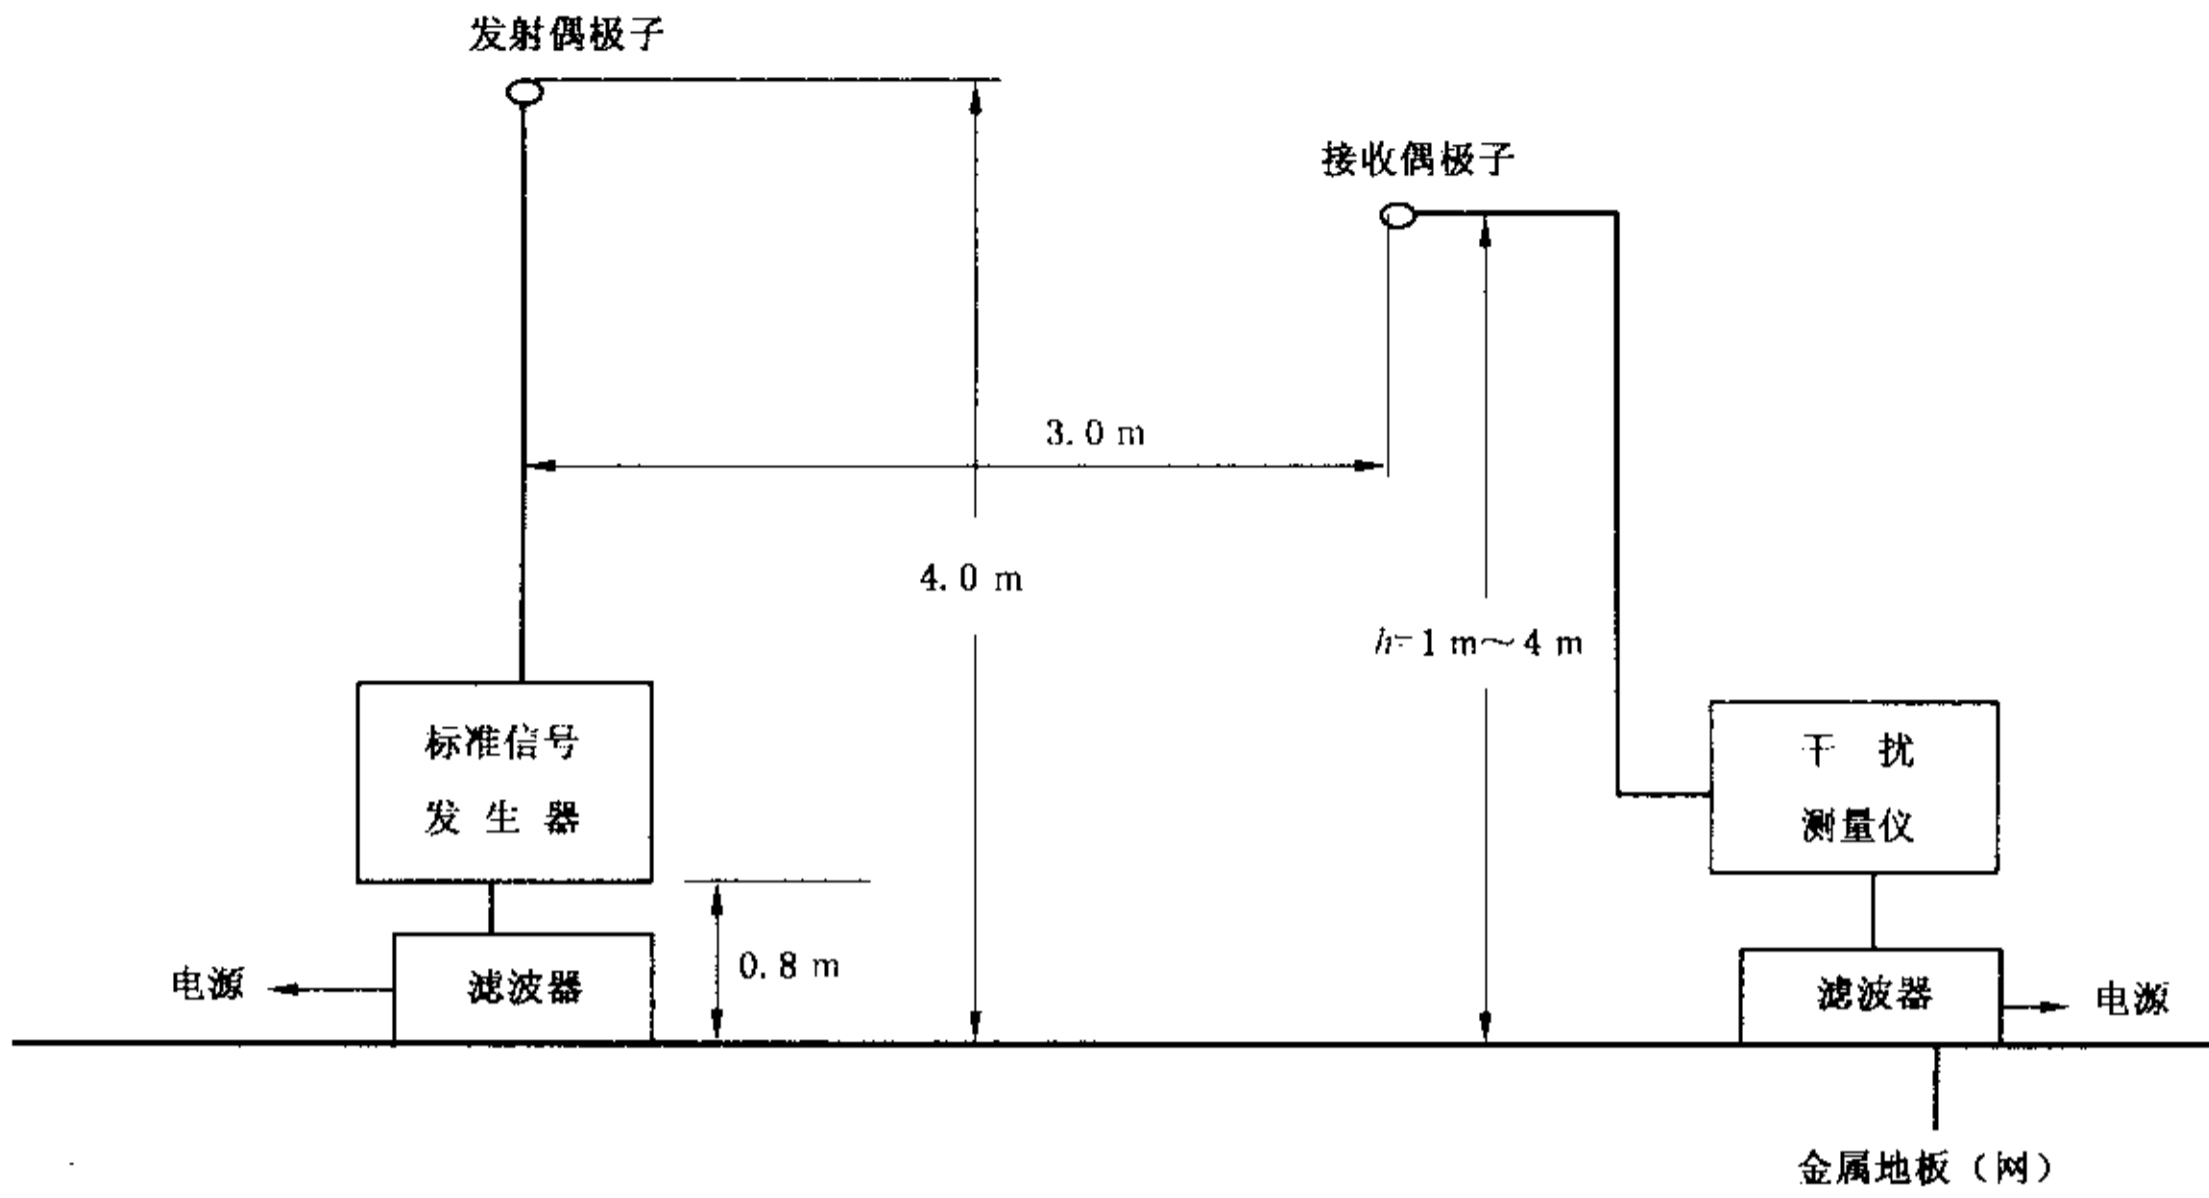 发射偶极子
接收偶极子
3.0 m
4.0 m
h=1 m～4 m
标准信号
发生器
干扰
测量仪
0.8 m
电源
滤波器
滤波器
电源
金属地板（网）